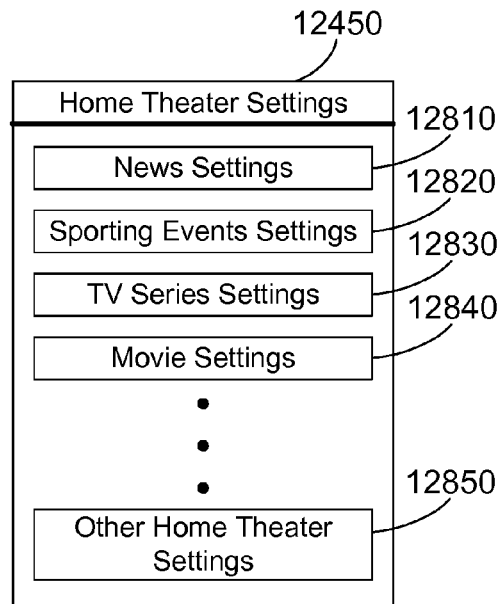 12450
Home Theater Settings
12810
News Settings
12820
Sporting Events Settings
12830
TV Series Settings
12840
Movie Settings
12850
Other Home Theater
Settings